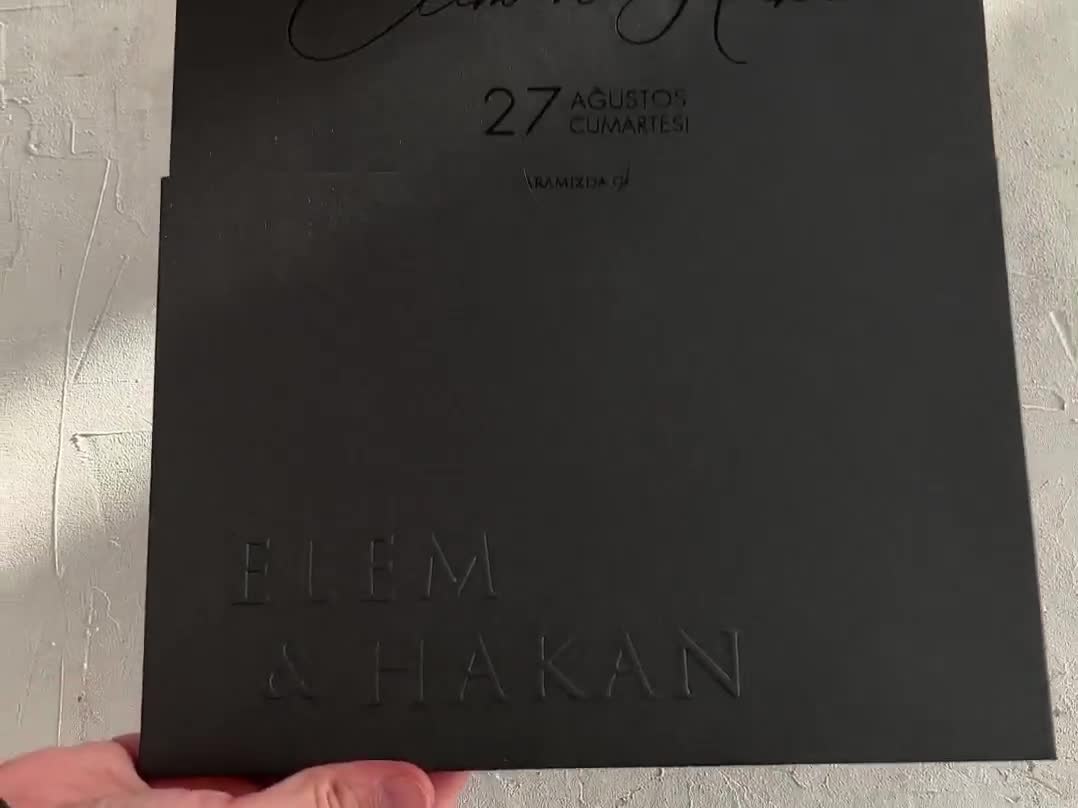 27 AĞUSTOS
CUMARTESİ
ELEM
& HAKAN